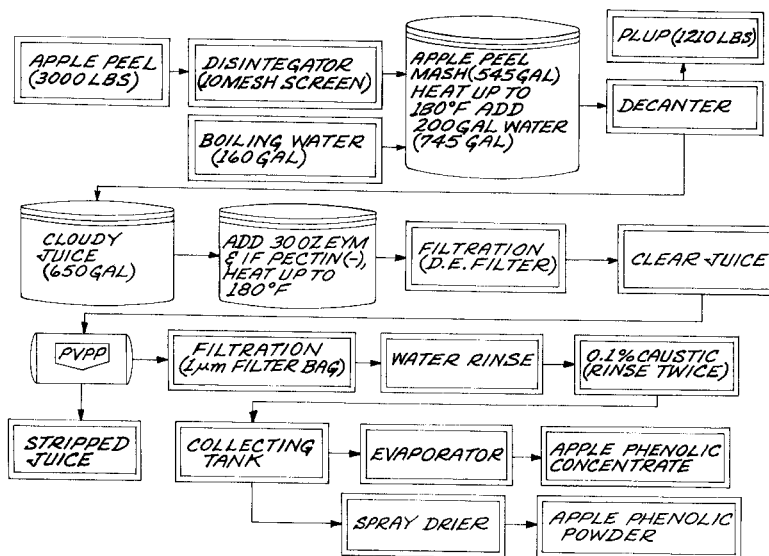 APPLE PEEL
(3000 LBS)
DISINTEGATOR
(10MESH SCREEN)
BOILING WATER
(160 GAL)
APPLE PEEL
MASH(545 GAL)
HEAT UP TO
180°F ADD
200 GAL WATER
(745 GAL)
PLUP(1210 LBS)
DECANTER
CLOUDY
JUICE
(650 GAL)
ADD 30OZ EYM
& IF PECTIN(-),
HEAT UP TO
180°F
FILTRATION
(D.E. FILTER)
CLEAR JUICE
PVPP
FILTRATION
(1µm FILTER BAG)
WATER RINSE
0.1% CAUSTIC
(RINSE TWICE)
STRIPPED
JUICE
COLLECTING
TANK
EVAPORATOR
APPLE PHENOLIC
CONCENTRATE
SPRAY DRIER
APPLE PHENOLIC
POWDER